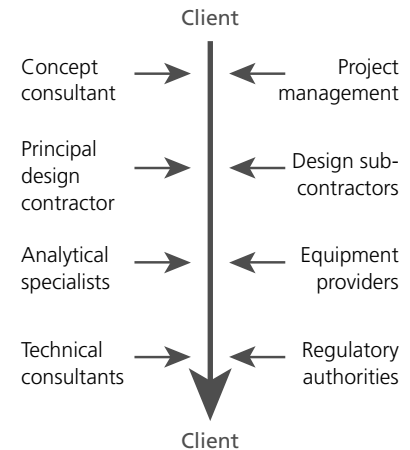 Client
Concept
consultant
Project
management
Principal
design
contractor
Design sub-
contractors
Analytical
specialists
Equipment
providers
Technical
consultants
Regulatory
authorities
Client